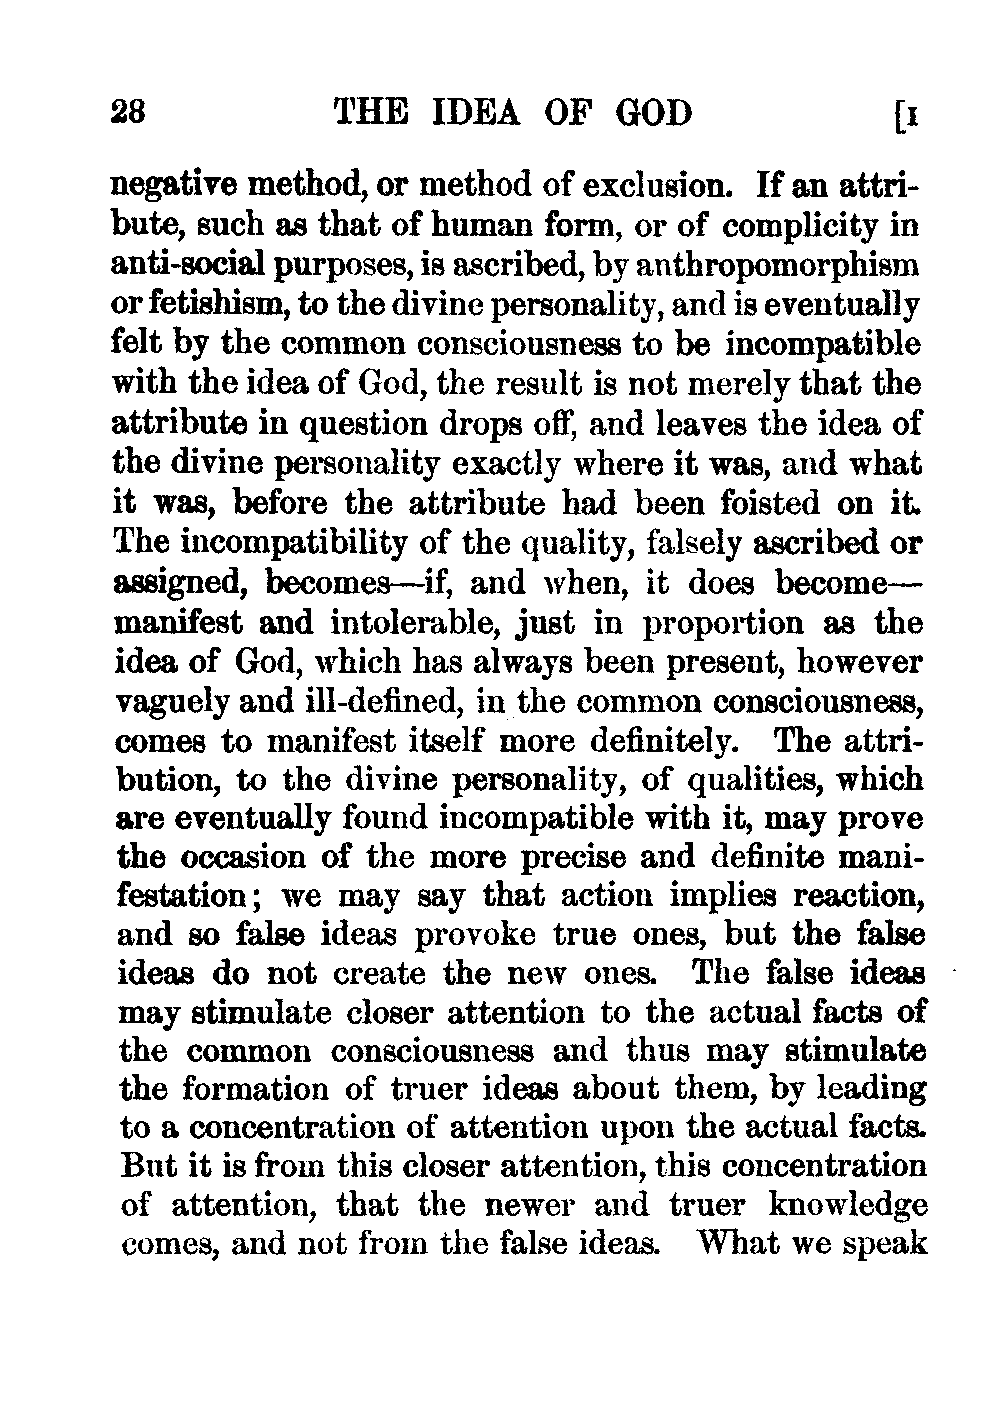 28 THE IDEA OF GOD [I
negative method, or method of exclusion. If an attri-
bute, such as that of human form, or of complicity in
anti-social purposes, is ascribed, by anthropomorphism
or fetishism, to the divine personality, and is eventually
felt by the common consciousness to be incompatible
with the idea of God, the result is not merely that the
attribute in question drops off, and leaves the idea of
the divine personality exactly where it was, and what
it was, before the attribute had been foisted on it.
The incompatibility of the quality, falsely ascribed or
assigned, becomes—if, and when, it does become—
manifest and intolerable, just in proportion as the
idea of God, which has always been present, however
vaguely and ill-defined, in the common consciousness,
comes to manifest itself more definitely. The attri-
bution, to the divine personality, of qualities, which
are eventually found incompatible with it, may prove
the occasion of the more precise and definite mani-
festation; we may say that action implies reaction,
and so false ideas provoke true ones, but the false
ideas do not create the new ones. The false ideas
may stimulate closer attention to the actual facts of
the common consciousness and thus may stimulate
the formation of truer ideas about them, by leading
to a concentration of attention upon the actual facts.
But it is from this closer attention, this concentration
of attention, that the newer and truer knowledge
comes, and not from the false ideas. What we speak